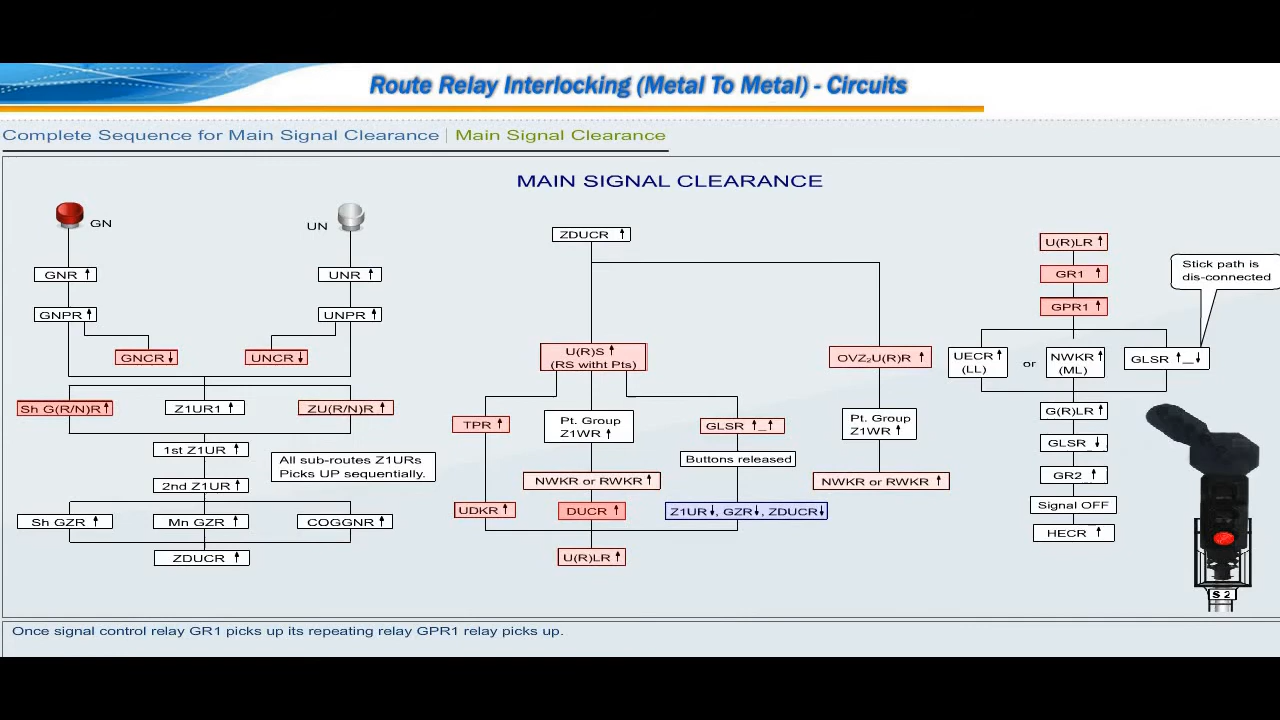 Route Relay Interlocking (Metal To Metal) - Circuits
Complete Sequence for Main Signal Clearance | Main Signal Clearance
MAIN SIGNAL CLEARANCE
GN
UN
GNR ↑
UNR ↑
GNPR ↑
UNPR ↑
GNCR ↓
UNCR ↓
Sh G(R/N)R ↑
Z1UR1 ↑
ZU(R/N)R ↑
1st Z1UR ↑
2nd Z1UR ↑
All sub-routes Z1URs
Picks UP sequentially.
Sh GZR ↑
Mn GZR ↑
COGGNR ↑
ZDUCR ↑
ZDUCR ↑
U(R)S ↑
(RS witht Pts)
OVZ₂U(R)R ↑
TPR ↑
Pt. Group
Z1WR ↑
GLSR ↑_↑
Pt. Group
Z1WR ↑
Buttons released
NWKR or RWKR ↑
NWKR or RWKR ↑
UDKR ↑
DUCR ↑
Z1UR↓, GZR↓, ZDUCR↓
U(R)LR ↑
U(R)LR ↑
GR1 ↑
GPR1 ↑
Stick path is
dis-connected
UECR ↑
(LL)
or
NWKR ↑
(ML)
GLSR ↑_↓
G(R)LR ↑
GLSR ↓
GR2 ↑
Signal OFF
HECR ↑
S 2
Once signal control relay GR1 picks up its repeating relay GPR1 relay picks up.